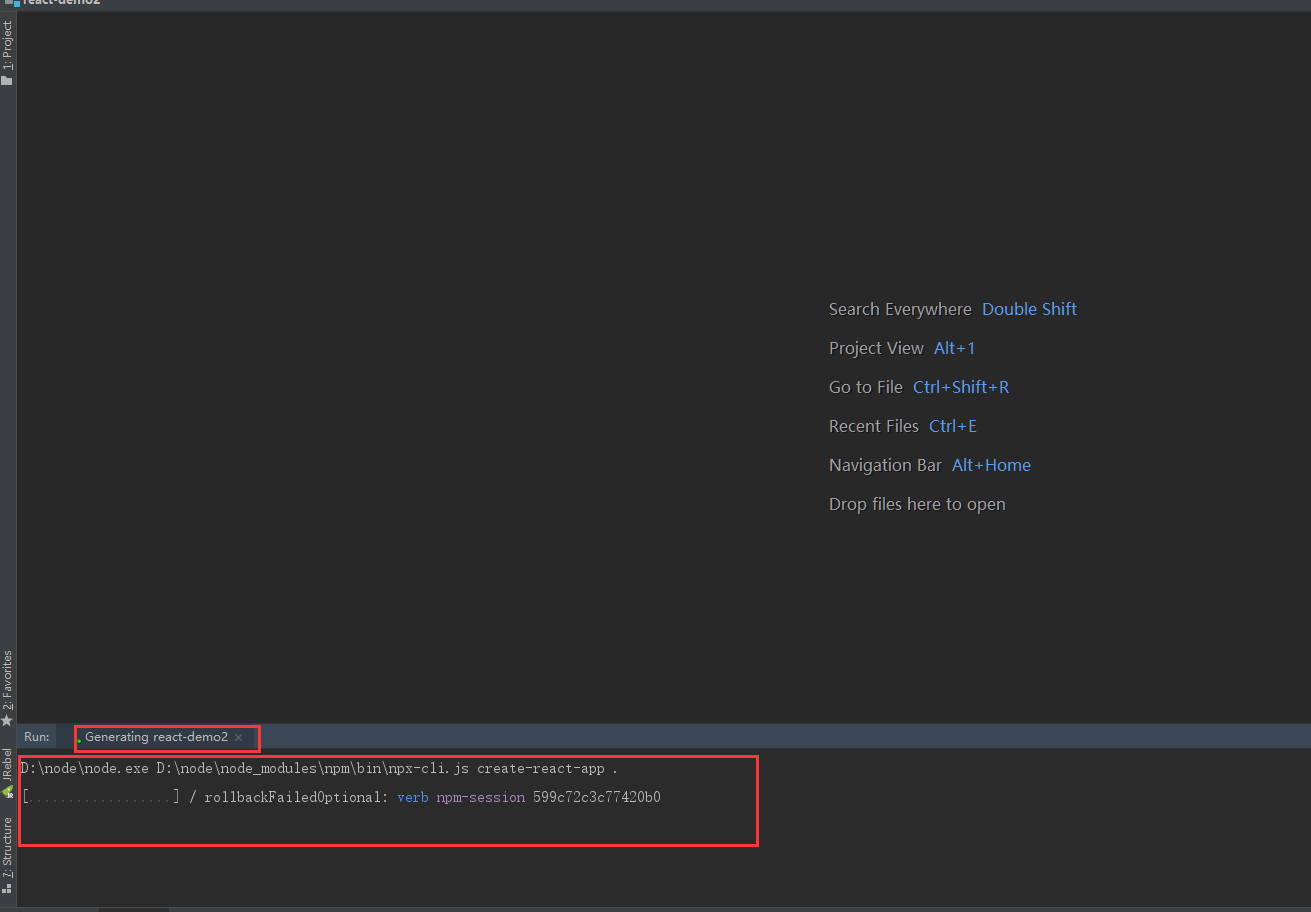 react-demo2
1: Project
Search Everywhere Double Shift
Project View Alt+1
Go to File Ctrl+Shift+R
Recent Files Ctrl+E
Navigation Bar Alt+Home
Drop files here to open
2: Favorites
JRebel
7: Structure
Run: Generating react-demo2 ×
D:\node\node.exe D:\node\node_modules\npm\bin\npx-cli.js create-react-app .
[..................] / rollbackFailedOptional: verb npm-session 599c72c3c77420b0